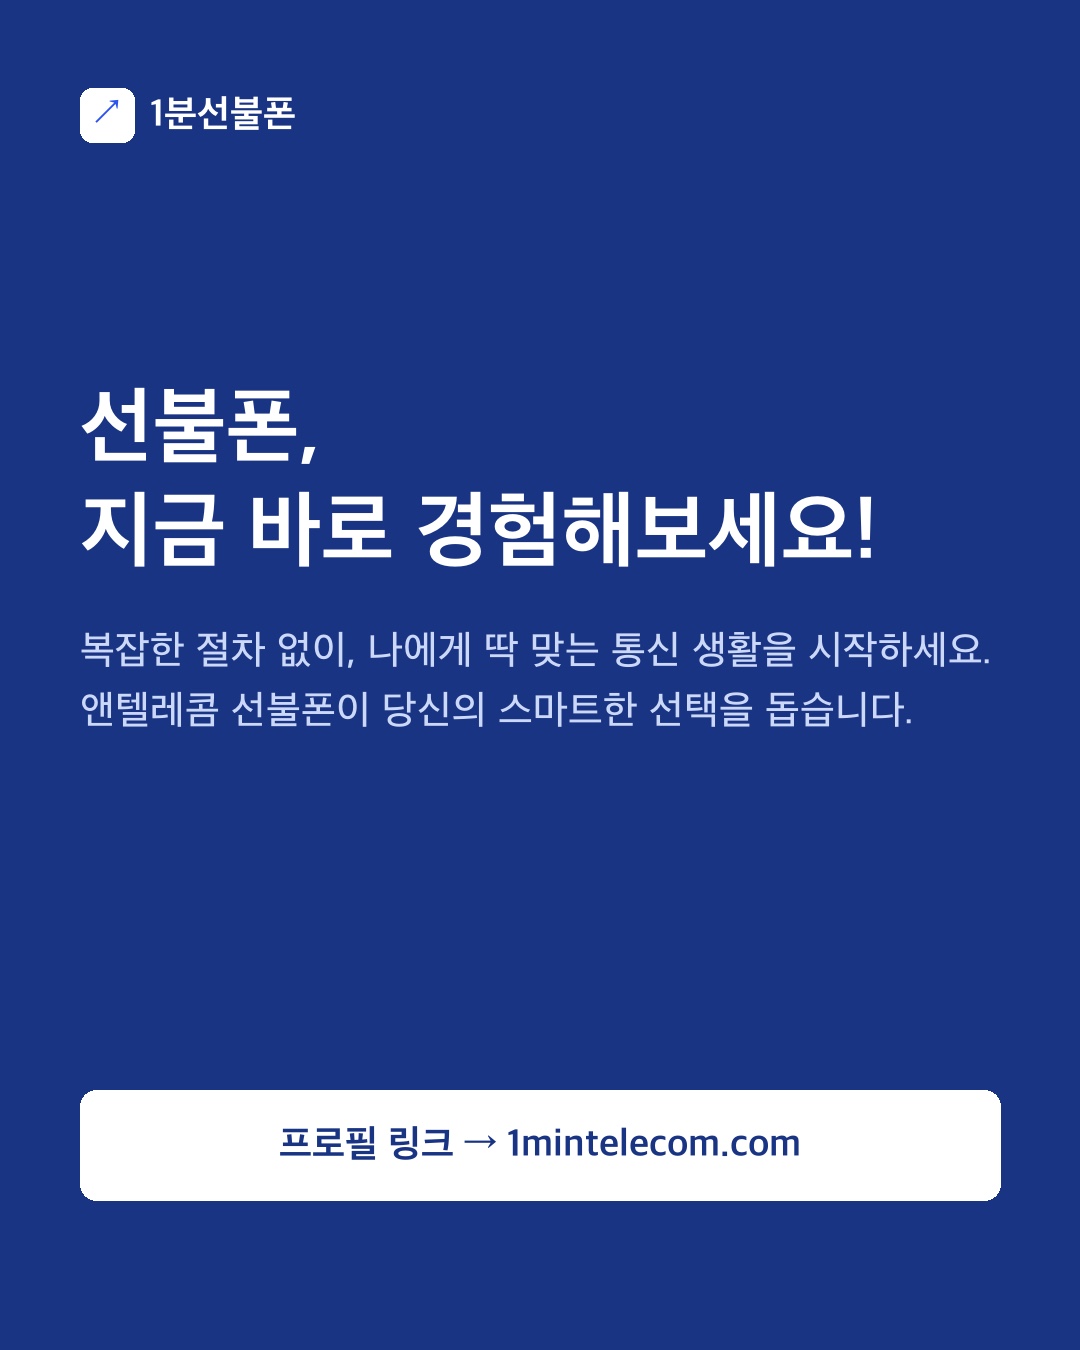 1분선불폰
선불폰,
지금 바로 경험해보세요!
복잡한 절차 없이, 나에게 딱 맞는 통신 생활을 시작하세요.
앤텔레콤 선불폰이 당신의 스마트한 선택을 돕습니다.
프로필 링크 → 1mintelecom.com